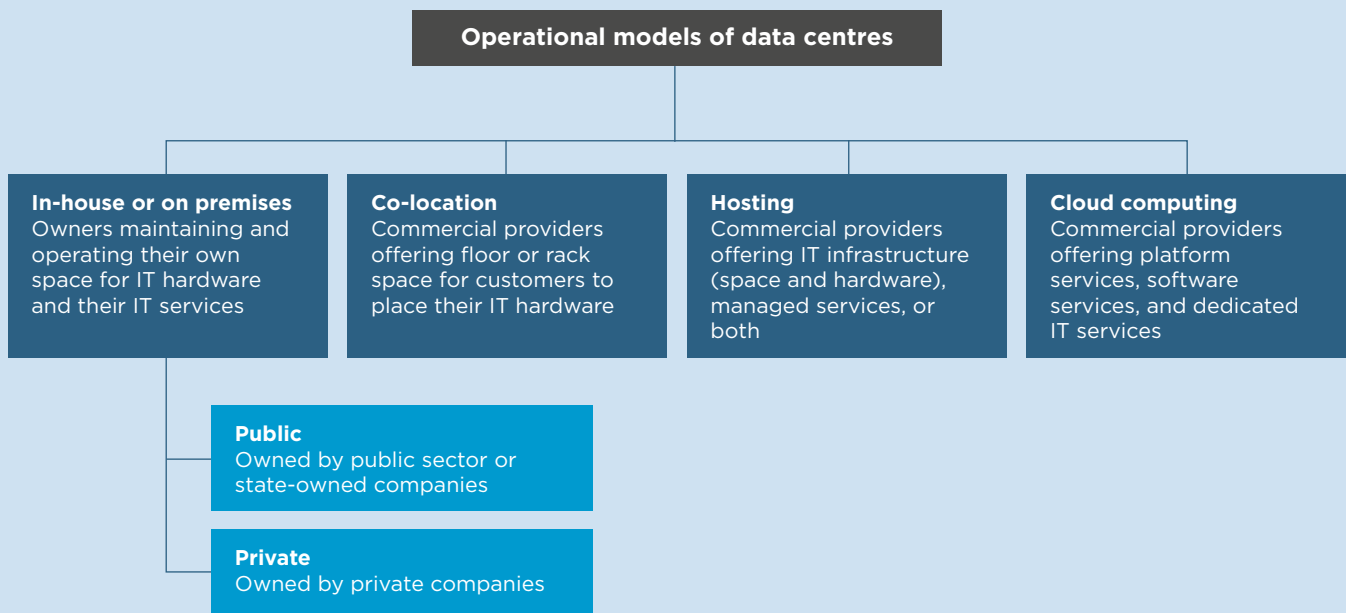 Operational models of data centres
In-house or on premises
Owners maintaining and
operating their own
space for IT hardware
and their IT services
Co-location
Commercial providers
offering floor or rack
space for customers to
place their IT hardware
Hosting
Commercial providers
offering IT infrastructure
(space and hardware),
managed services, or
both
Cloud computing
Commercial providers
offering platform
services, software
services, and dedicated
IT services
Public
Owned by public sector or
state-owned companies
Private
Owned by private companies